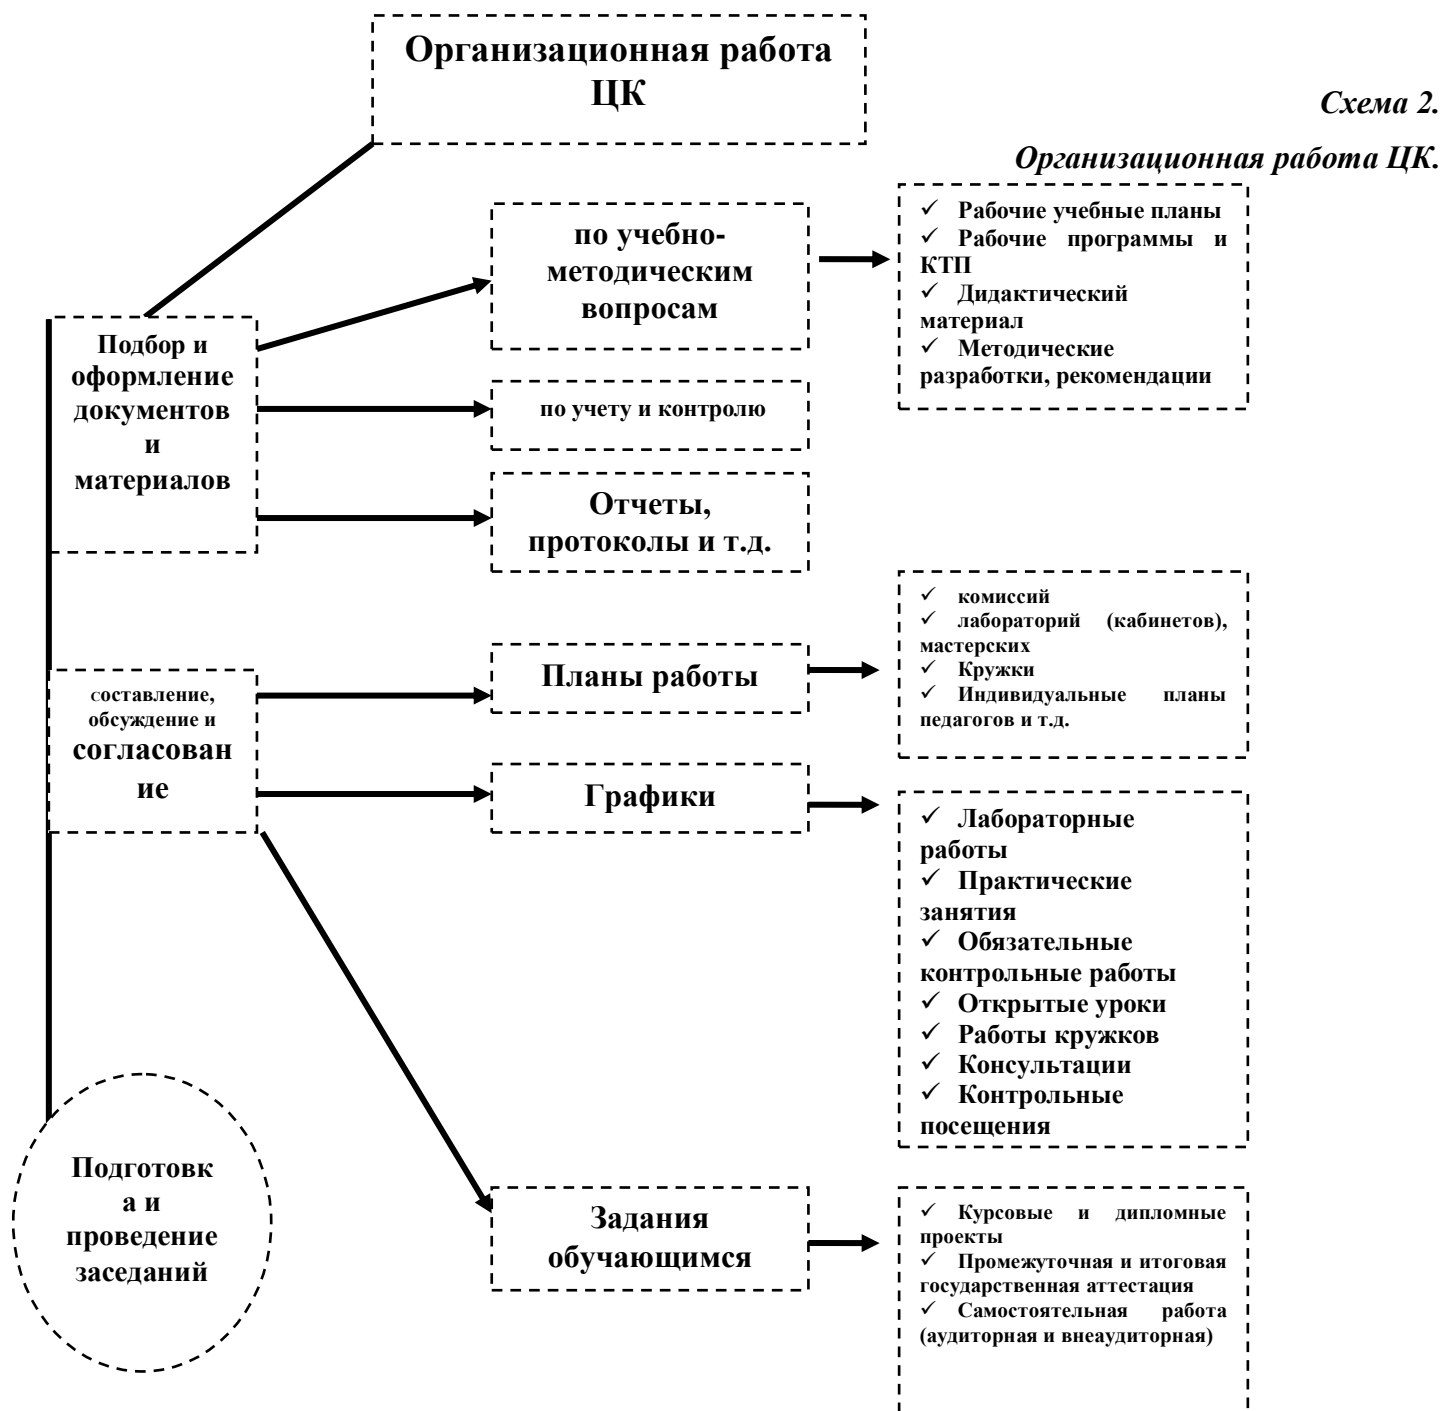 Организационная работа
ЦК
Схема 2.
Организационная работа ЦК.
Подбор и
оформление
документов
и
материалов
по учебно-
методическим
вопросам
✓ Рабочие учебные планы
✓ Рабочие программы и
КТП
✓ Дидактический
материал
✓ Методические
разработки, рекомендации
по учету и контролю
Отчеты,
протоколы и т.д.
составление,
обсуждение и
согласован
ие
Планы работы
✓ комиссий
✓ лабораторий (кабинетов),
мастерских
✓ Кружки
✓ Индивидуальные планы
педагогов и т.д.
Графики
✓ Лабораторные
работы
✓ Практические
занятия
✓ Обязательные
контрольные работы
✓ Открытые уроки
✓ Работы кружков
✓ Консультации
✓ Контрольные
посещения
Подготовк
а и
проведение
заседаний
Задания
обучающимся
✓ Курсовые и дипломные
проекты
✓ Промежуточная и итоговая
государственная аттестация
✓ Самостоятельная работа
(аудиторная и внеаудиторная)